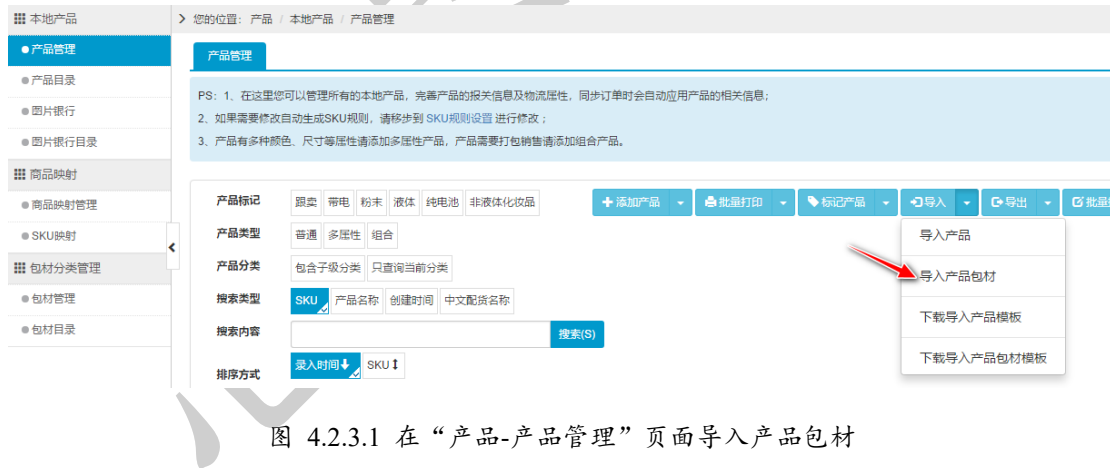 本地产品
产品管理
产品目录
图片银行
图片银行目录
商品映射
商品映射管理
SKU映射
包材分类管理
包材管理
包材目录
您的位置： 产品 / 本地产品 / 产品管理
产品管理
PS：1、在这里您可以管理所有的本地产品，完善产品的报关信息及物流属性，同步订单时会自动应用产品的相关信息；
2、如果需要修改自动生成SKU规则，请移步到 SKU规则设置 进行修改；
3、产品有多种颜色、尺寸等属性请添加多属性产品，产品需要打包销售请添加组合产品。
产品标记 跟卖 带电 粉末 液体 纯电池 非液体化妆品
添加产品 批量打印 标记产品 导入 导出 批量
产品类型 普通 多属性 组合
产品分类 包含子级分类 只查询当前分类
搜索类型 SKU 产品名称 创建时间 中文配货名称
搜索内容 搜索(S)
排序方式 录入时间 SKU
导入产品
导入产品包材
下载导入产品模板
下载导入产品包材模板
图 4.2.3.1 在“产品-产品管理”页面导入产品包材